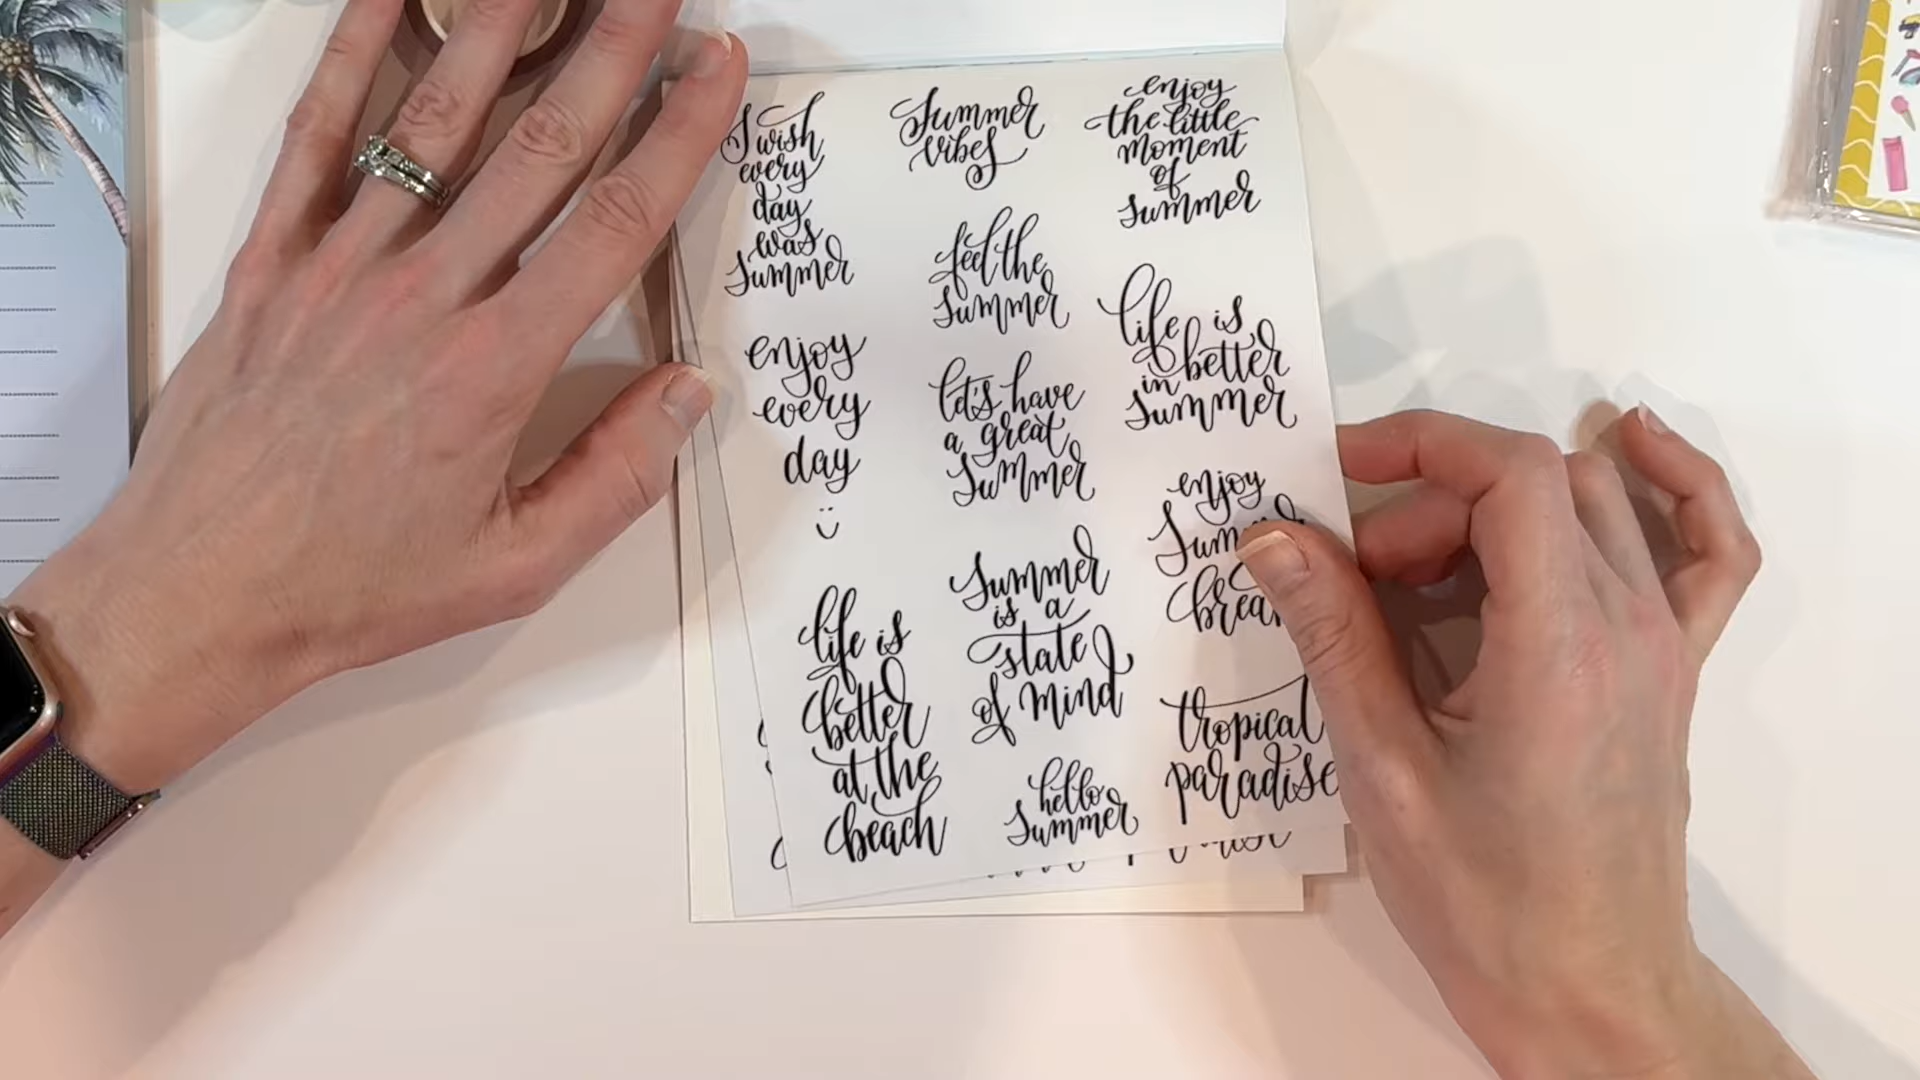 I wish
every
day
was
summer
enjoy
every
day
life is
better
at the
beach
Summer
vibes
feel the
summer
let's have
a great
summer
Summer
is a
state
of mind
hello
Summer
enjoy
the little
moment
of
summer
life is
better
in
summer
enjoy
tropical
paradise